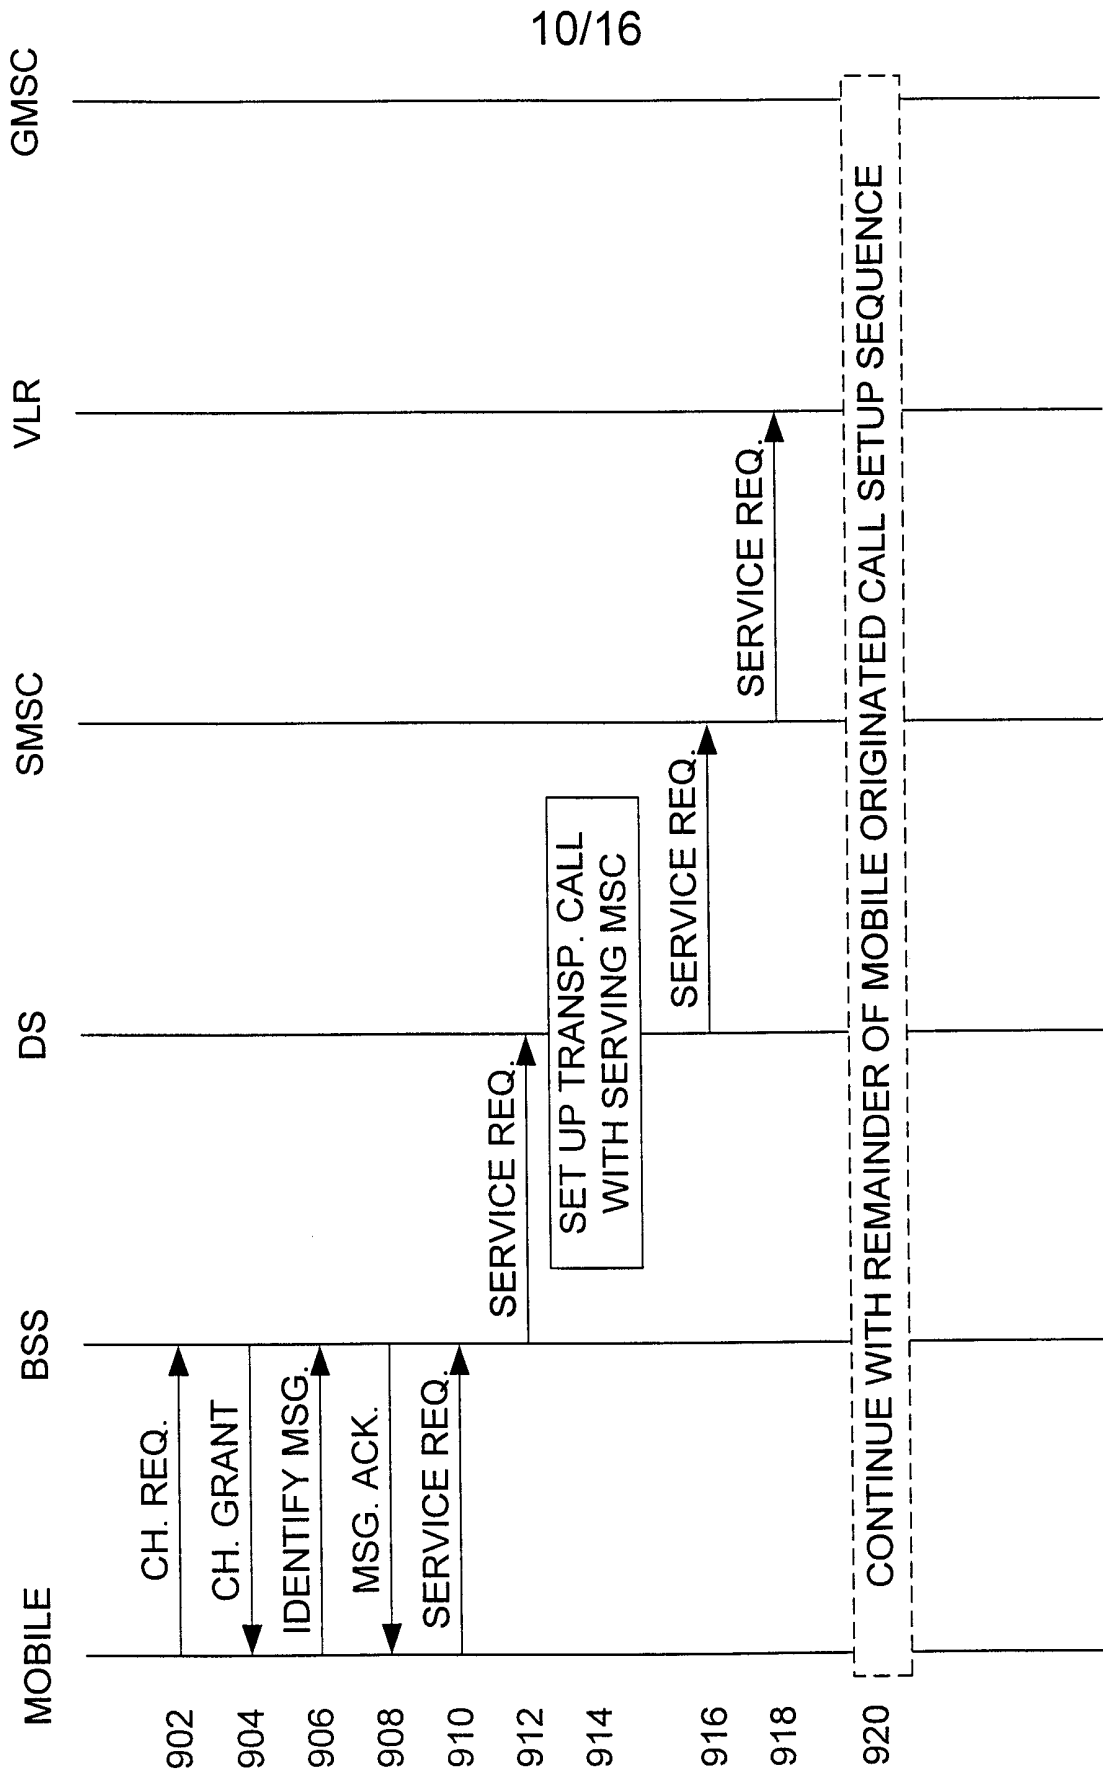 10/16
MOBILE
BSS
DS
SMSC
VLR
GMSC
902
CH. REQ.
904
CH. GRANT
906
IDENTIFY MSG.
908
MSG. ACK.
910
SERVICE REQ.
912
SERVICE REQ.
914
SET UP TRANSP. CALL
WITH SERVING MSC
916
SERVICE REQ.
918
SERVICE REQ.
920
CONTINUE WITH REMAINDER OF MOBILE ORIGINATED CALL SETUP SEQUENCE